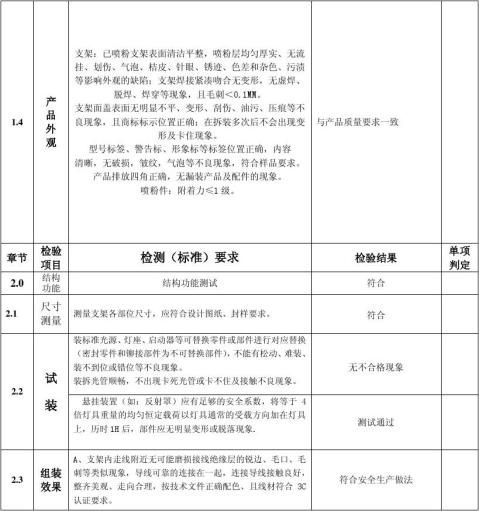 支架：已喷粉支架表面清洁平整，喷粉层均匀厚实、无流
挂、划伤、气泡、桔皮、针眼、锈迹、色差和杂色、污渍
等影响外观的缺陷；支架焊接紧凑吻合无变形，无虚焊、
脱焊、焊穿等现象，且毛刺＜0.1MM。
支架面盖表面无明显不平、变形、刮伤、油污、压痕等不
良现象，且商标标示位置正确；在拆装多次后不会出现变
形及卡住现象。
型号标签、警告标、形象标等标签位置正确，内容
清晰，无破损，皱纹，气泡等不良现象，符合样品要求。
产品排放四角正确，无漏装产品及配件的现象。
喷粉件：附着力≤1级。
1.4
产
品
外
观
与产品质量要求一致
章节
检验
项目
检测（标准）要求
检验结果
单项
判定
2.0
结构
功能
结构功能测试
符合
2.1
尺寸
测量
测量支架各部位尺寸，应符合设计图纸、封样要求。
符合
2.2
试
装
装标准光源、灯座、启动器等可替换零件或部件进行对应替换
（密封零件和铆接部件为不可替换部件），不能有松动、难装、
装不到位或错位等不良现象。
装拆光管顺畅，不出现卡死光管或卡不住及接触不良现象。
无不合格现象
悬挂装置（如：反射罩）应有足够的安全系数，将等于 4
倍灯具重量的均匀恒定载荷以灯具通常的受载方向加在灯具
上，历时1H后，部件应无明显变形或脱落现象.
测试通过
2.3
组装
效果
A、支架内走线附近无可能磨损接线绝缘层的锐边、毛口、毛
刺等类似现象，导线可靠的连接在一起，连接导线接触良好，
整齐美观、走向合理，按技术文件正确配色、且线材符合 3C
认证要求。
符合安全生产做法